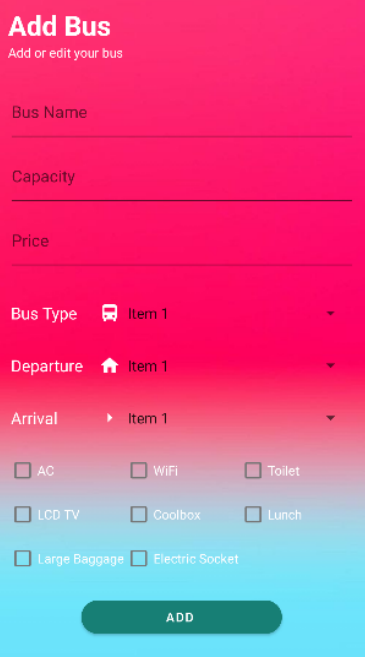 Add Bus
Add or edit your bus
Bus Name
Capacity
Price
Bus Type Item 1
Departure Item 1
Arrival Item 1
AC WiFi Toilet
LCD TV Coolbox Lunch
Large Baggage Electric Socket
ADD